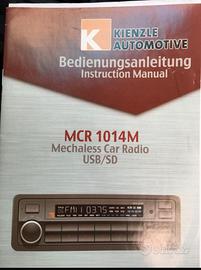 K
KIENZLE
AUTOMOTIVE
Bedienungsanleitung
Instruction Manual
MCR 1014M
Mechaless Car Radio
USB/SD